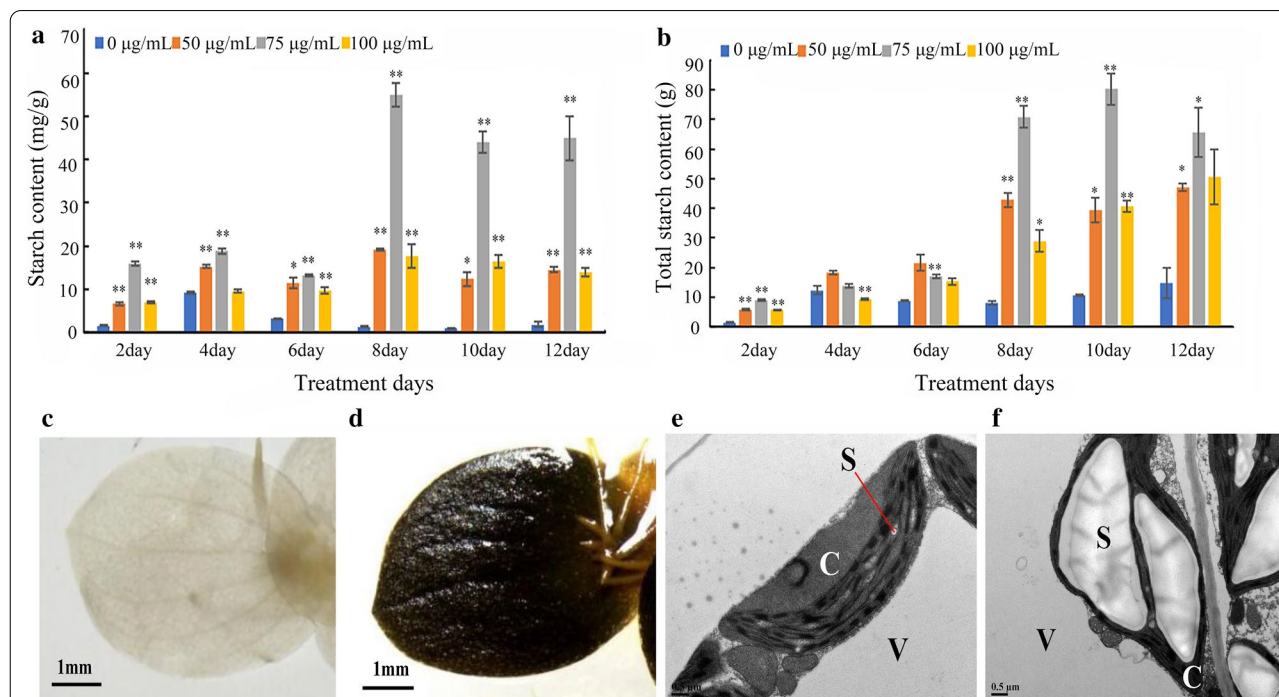 a
70
60
50
40
30
20
10
0
Starch content (mg/g)
0 μg/mL 50 μg/mL 75 μg/mL 100 μg/mL
** ** **
** **
* ** **
** ** **
* ** **
** ** **
2day 4day 6day 8day 10day 12day
Treatment days
b
90
80
70
60
50
40
30
20
10
0
Total starch content (g)
0 μg/mL 50 μg/mL 75 μg/mL 100 μg/mL
** ** **
**
**
** ** *
* ** **
* *
2day 4day 6day 8day 10day 12day
Treatment days
c
1mm
d
1mm
e
S
C
V
0.5 μm
f
S
V
C
0.5 μm